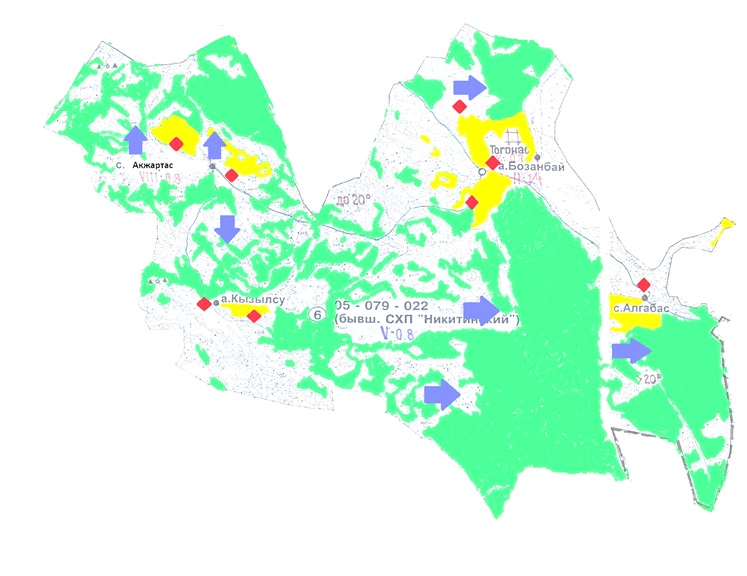 Тогонас
а.Бозанбай
с. Акжартас
VIII-0.8
до 20°
а.Кызылсу
с.Алгабас
6
05 - 079 - 022
(бывш. СХП "Никитинский")
V-0.8
20°